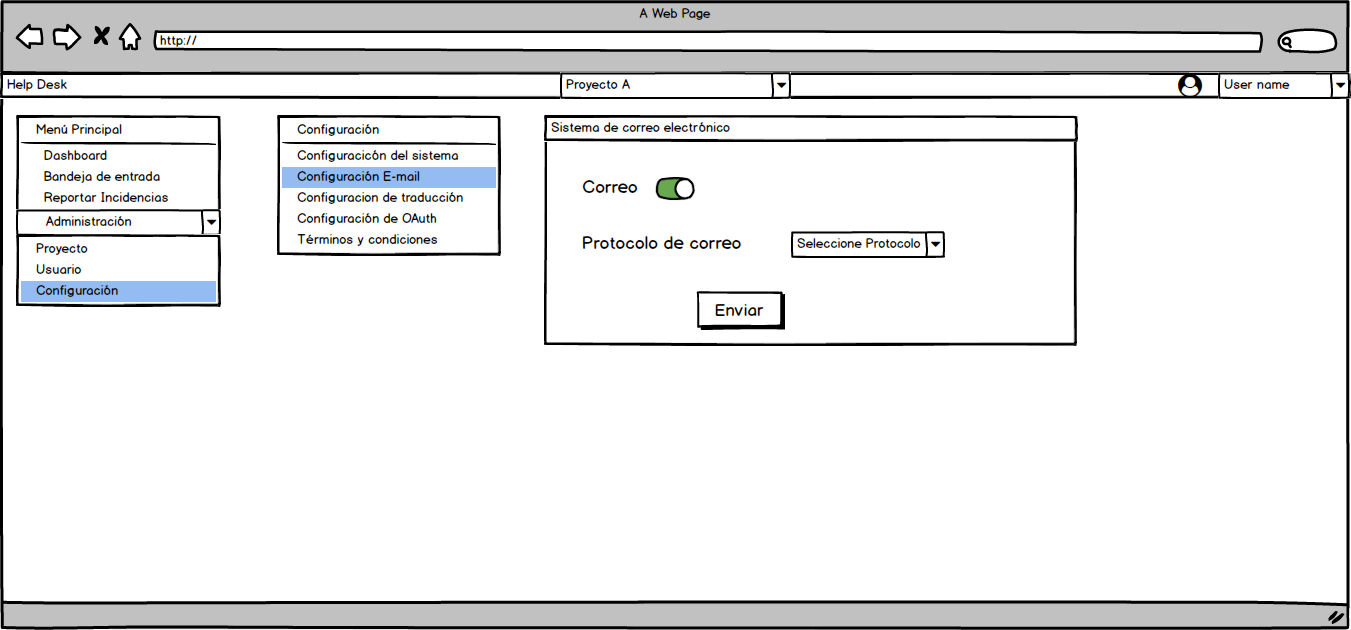 A Web Page
http://
Help Desk
Proyecto A
User name
Menú Principal
Dashboard
Bandeja de entrada
Reportar Incidencias
Administración
Proyecto
Usuario
Configuración
Configuración
Configuracicón del sistema
Configuración E-mail
Configuracion de traducción
Configuración de OAuth
Términos y condiciones
Sistema de correo electrónico
Correo
Protocolo de correo
Seleccione Protocolo
Enviar